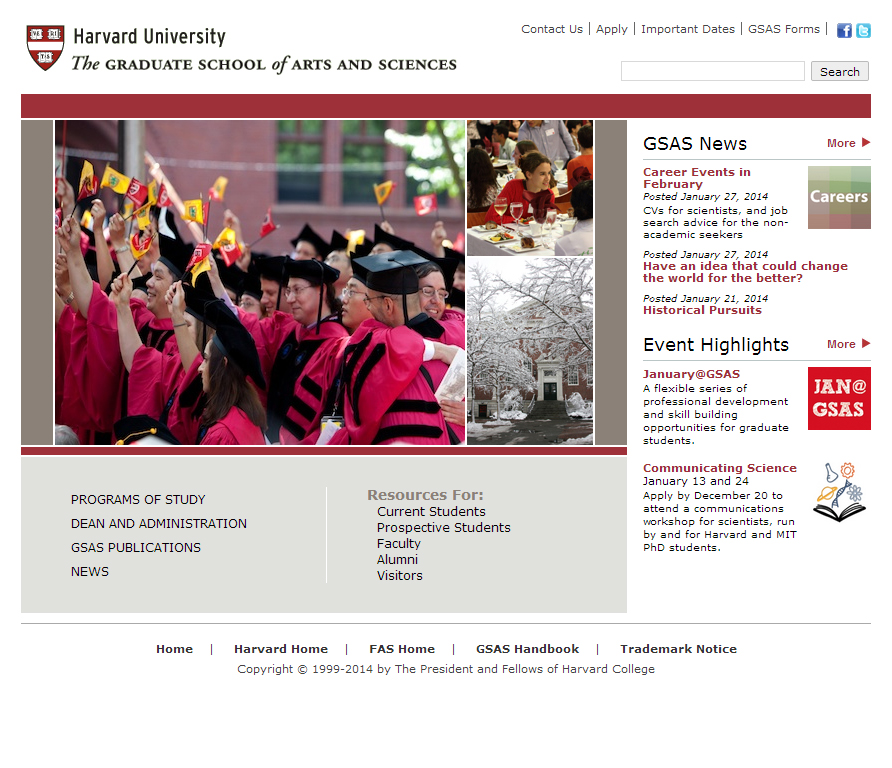 Harvard University
The GRADUATE SCHOOL of ARTS AND SCIENCES
VE RI
TAS
Contact Us | Apply | Important Dates | GSAS Forms |
Search
GSAS News
More
Career Events in
February
Posted January 27, 2014
CVs for scientists, and job
search advice for the non-
academic seekers
Careers
Posted January 27, 2014
Have an idea that could change
the world for the better?
Posted January 21, 2014
Historical Pursuits
Event Highlights
More
January@GSAS
A flexible series of
professional development
and skill building
opportunities for graduate
students.
JAN@
GSAS
Communicating Science
January 13 and 24
Apply by December 20 to
attend a communications
workshop for scientists, run
by and for Harvard and MIT
PhD students.
PROGRAMS OF STUDY
DEAN AND ADMINISTRATION
GSAS PUBLICATIONS
NEWS
Resources For:
Current Students
Prospective Students
Faculty
Alumni
Visitors
Home | Harvard Home | FAS Home | GSAS Handbook | Trademark Notice
Copyright © 1999-2014 by The President and Fellows of Harvard College